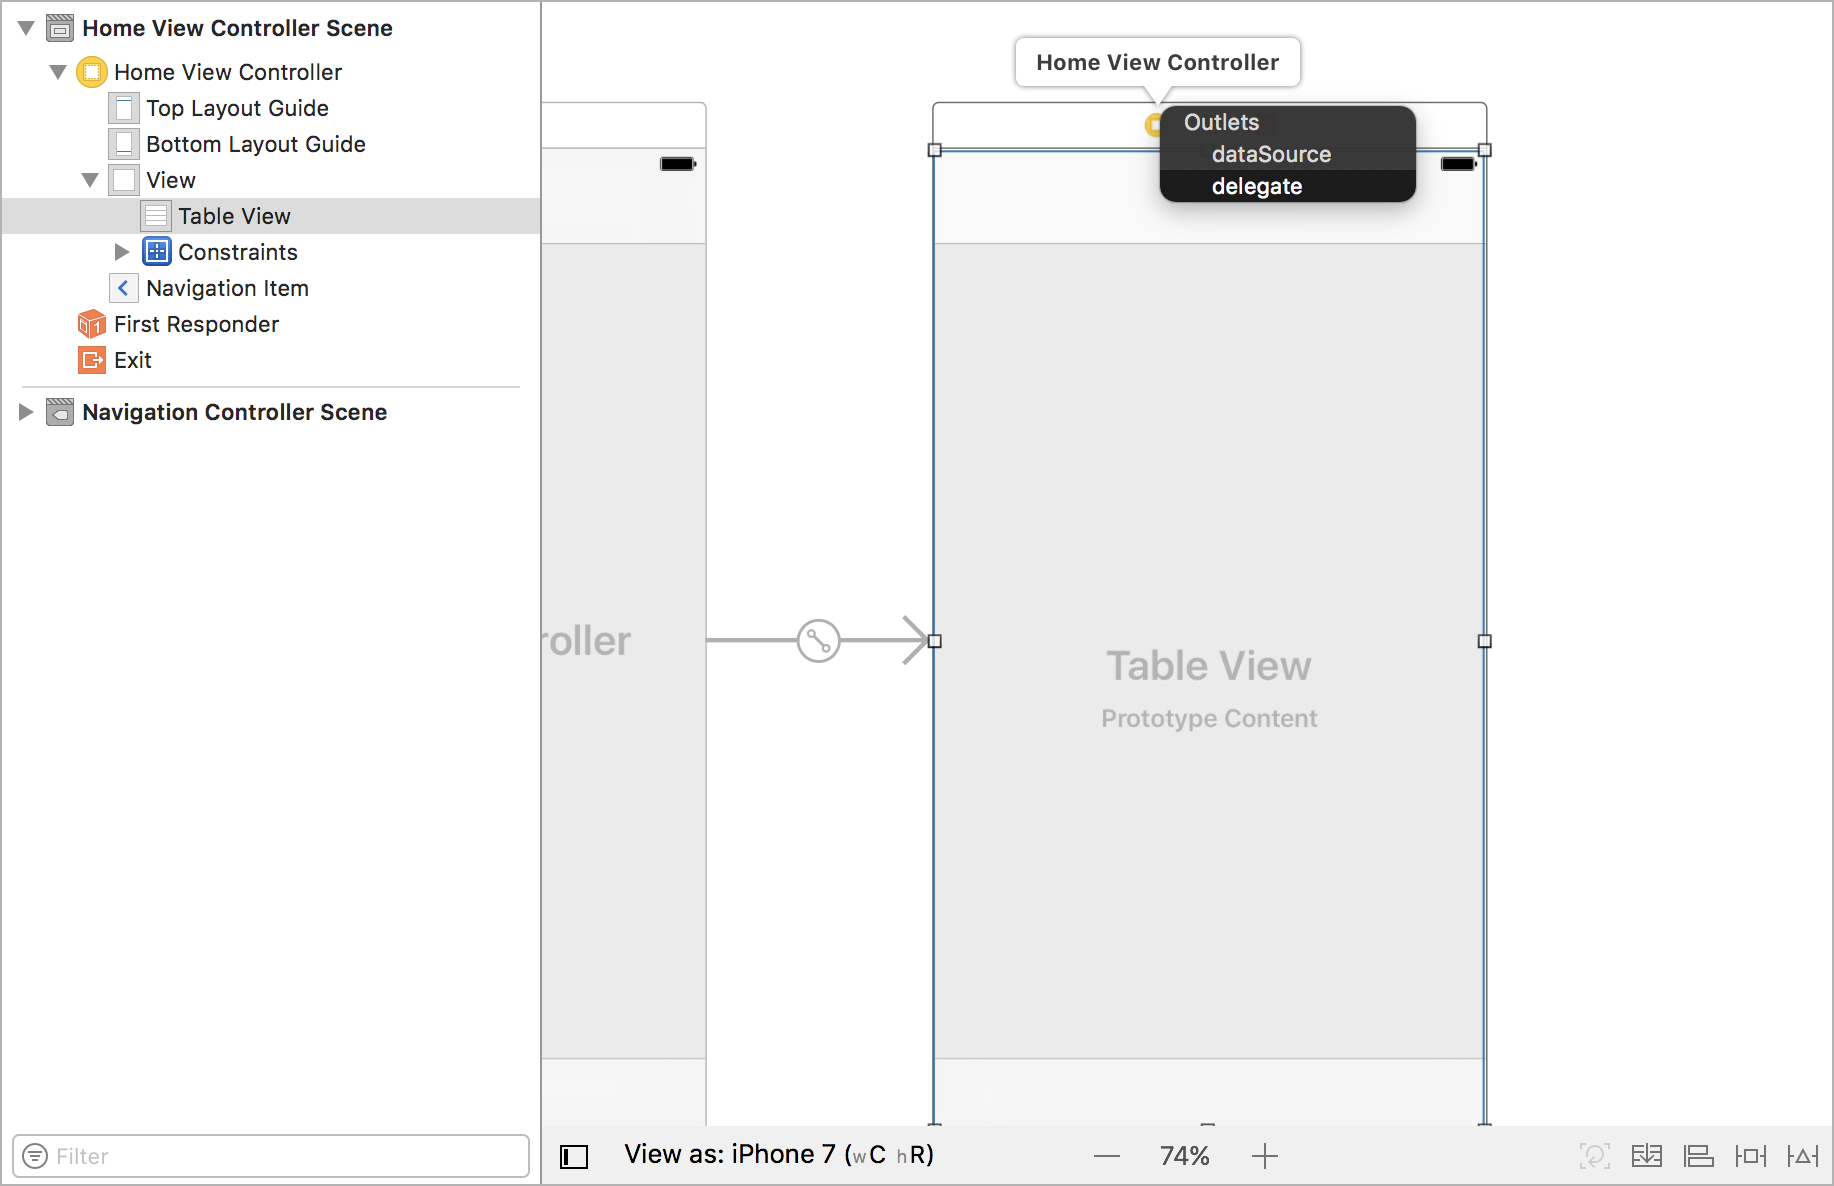 Home View Controller Scene
Home View Controller
Top Layout Guide
Bottom Layout Guide
View
Table View
Constraints
Navigation Item
First Responder
Exit
Navigation Controller Scene
Filter
Home View Controller
Outlets
dataSource
delegate
roller
Table View
Prototype Content
View as: iPhone 7 (wC hR)
74%